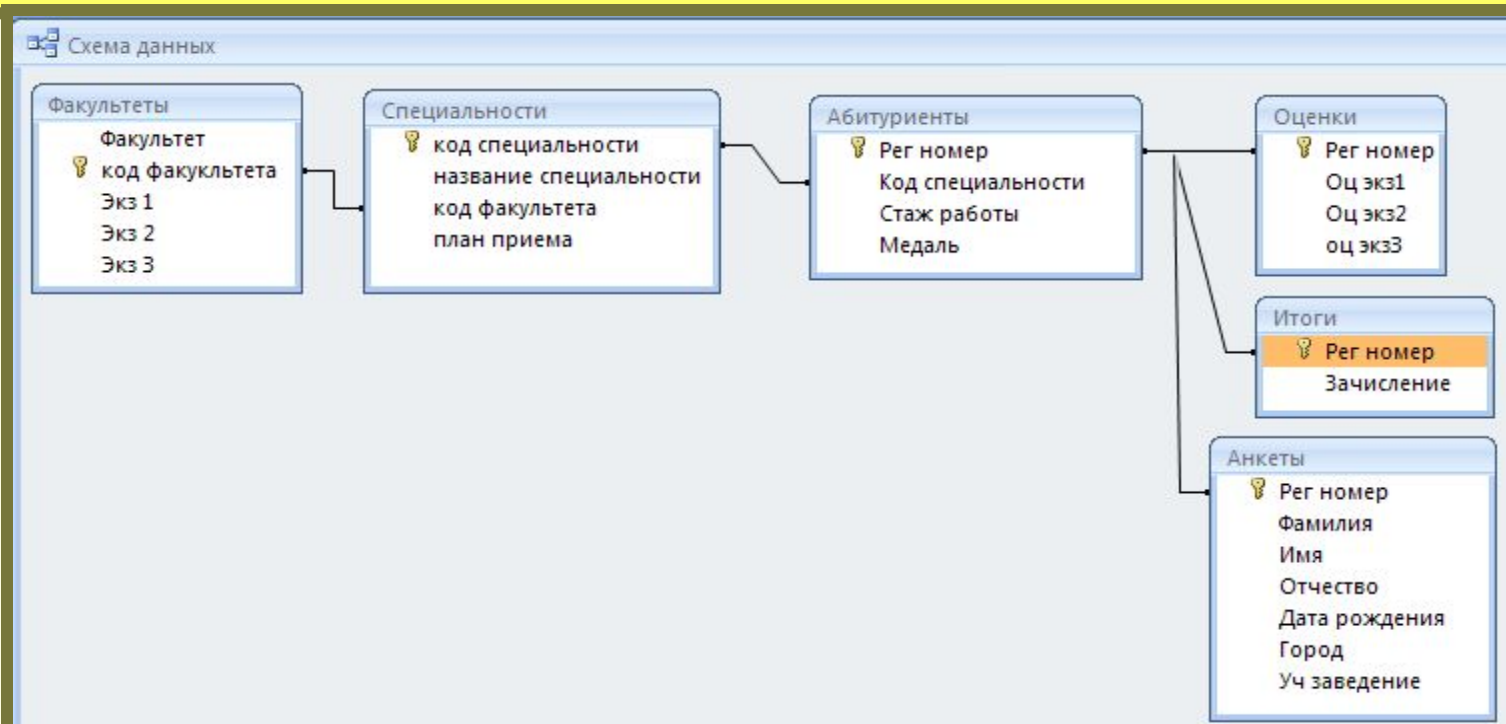 Схема данных
Факультеты
Факультет
код факукльтета
Экз 1
Экз 2
Экз 3
Специальности
код специальности
название специальности
код факультета
план приема
Абитуриенты
Рег номер
Код специальности
Стаж работы
Медаль
Оценки
Рег номер
Оц экз1
Оц экз2
оц экз3
Итоги
Рег номер
Зачисление
Анкеты
Рег номер
Фамилия
Имя
Отчество
Дата рождения
Город
Уч заведение